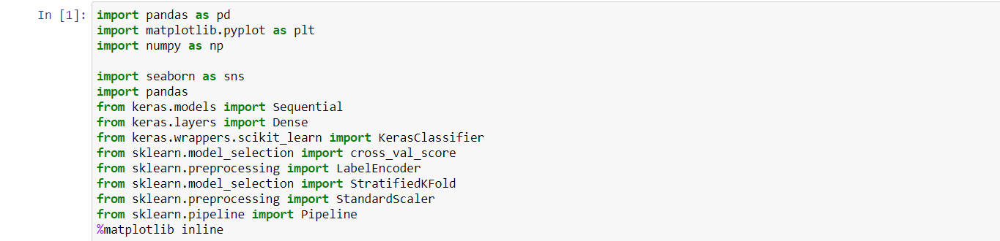 In [1]: import pandas as pd
import matplotlib.pyplot as plt
import numpy as np
import seaborn as sns
import pandas
from keras.models import Sequential
from keras.layers import Dense
from keras.wrappers.scikit_learn import KerasClassifier
from sklearn.model_selection import cross_val_score
from sklearn.preprocessing import LabelEncoder
from sklearn.model_selection import StratifiedKFold
from sklearn.preprocessing import StandardScaler
from sklearn.pipeline import Pipeline
%matplotlib inline